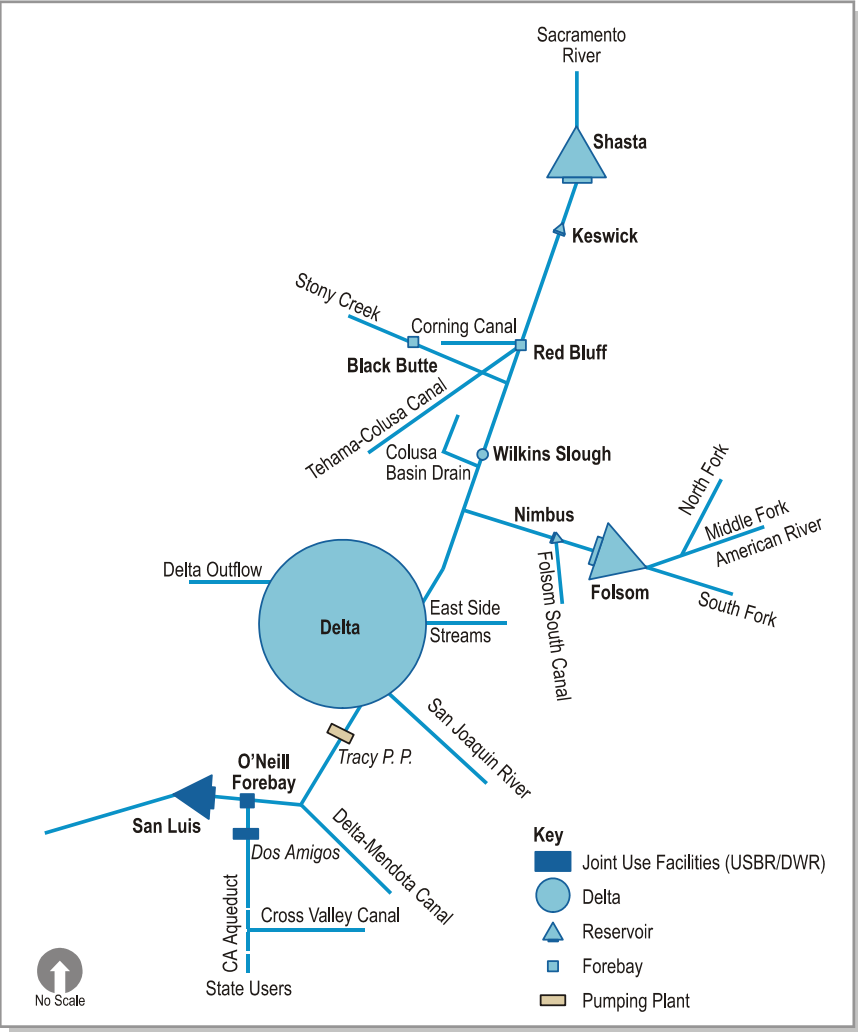 Sacramento
River
Shasta
Keswick
Stony Creek
Corning Canal
Red Bluff
Black Butte
Tehama-Colusa Canal
Colusa
Basin Drain
Wilkins Slough
North Fork
Nimbus
Middle Fork
American River
Folsom South Canal
Folsom
South Fork
Delta Outflow
East Side
Streams
Delta
San Joaquin River
Tracy P. P.
O'Neill
Forebay
San Luis
Dos Amigos
Delta-Mendota Canal
CA Aqueduct
Cross Valley Canal
State Users
No Scale
Key
Joint Use Facilities (USBR/DWR)
Delta
Reservoir
Forebay
Pumping Plant